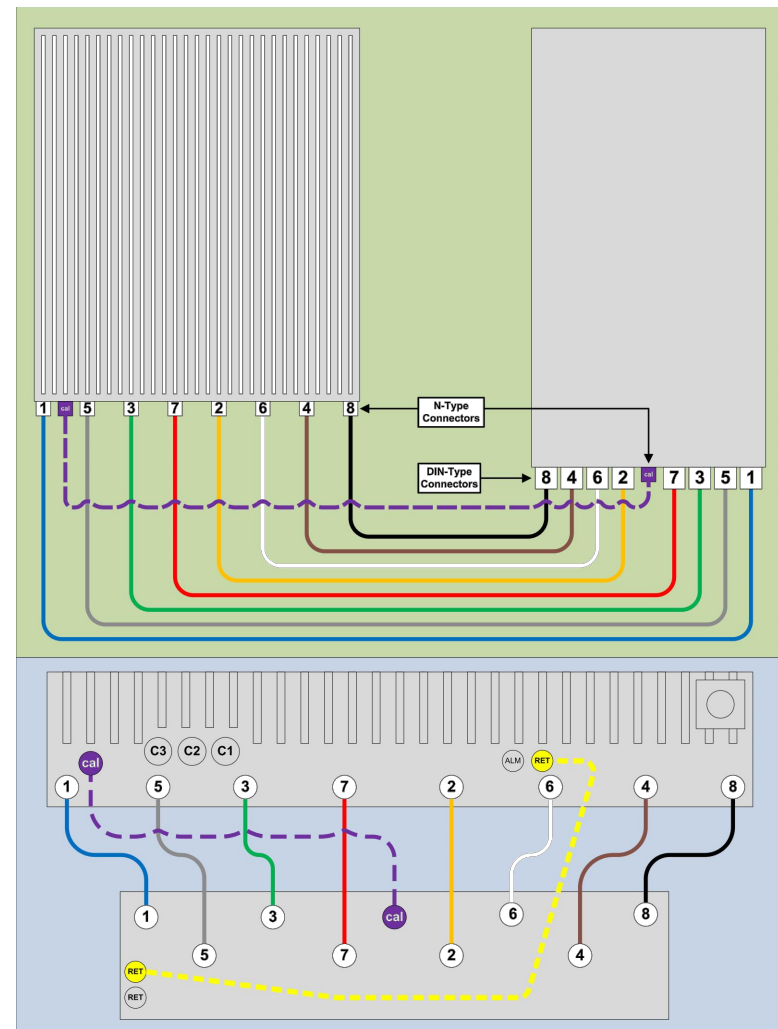 1 cal 5 3 7 2 6 4 8
N-Type
Connectors
DIN-Type
Connectors
8 4 6 2 cal 7 3 5 1
C3 C2 C1
ALM RET
cal
1 5 3 7 2 6 4 8
1 3 cal 6 8
5 7 2 4
RET
RET